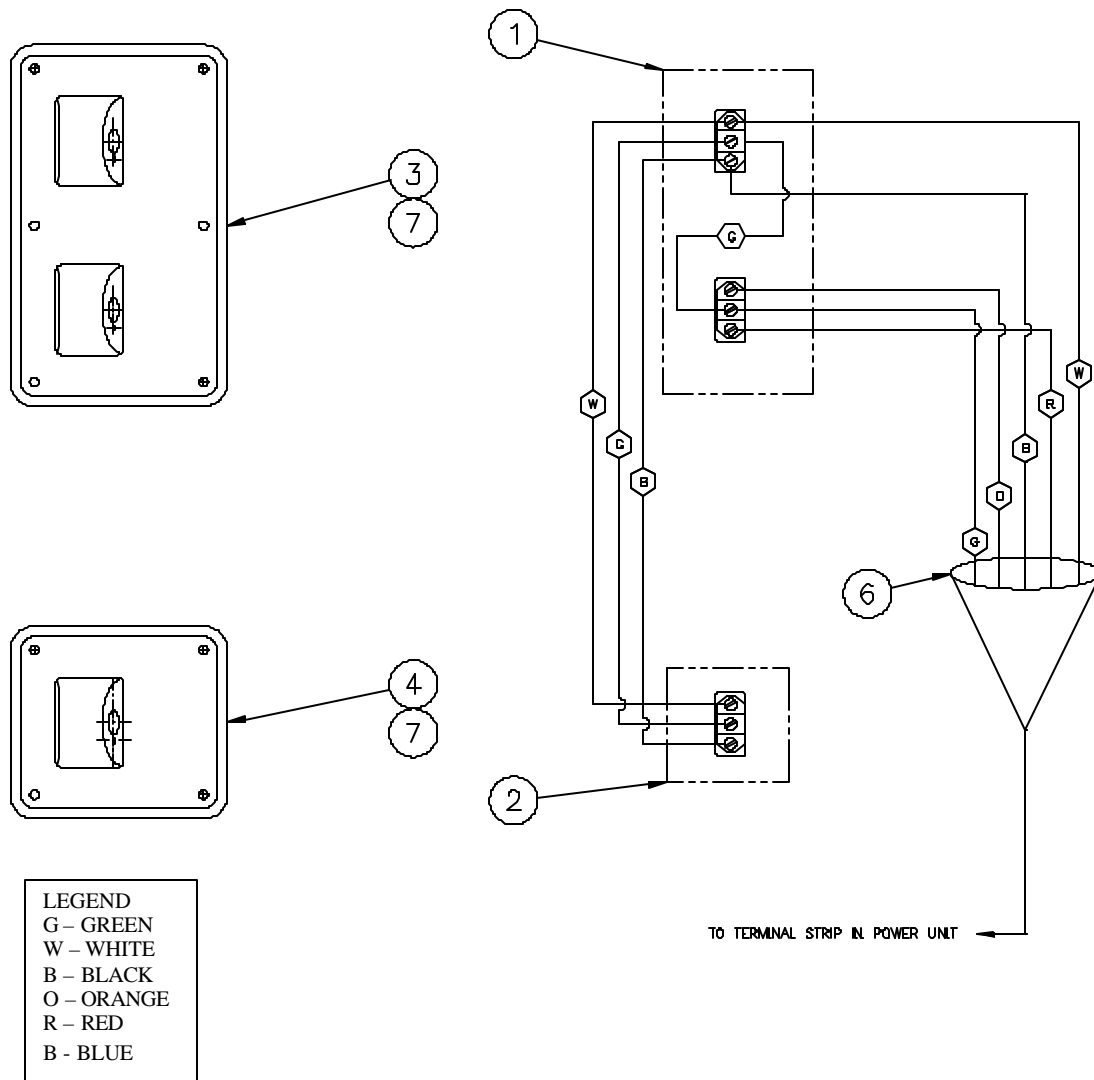 1
3
7
G
W
R
W
G
B
B
O
G
6
4
7
2
LEGEND
G – GREEN
W – WHITE
B – BLACK
O – ORANGE
R – RED
B - BLUE
TO TERMINAL STRIP IN. POWER UNIT